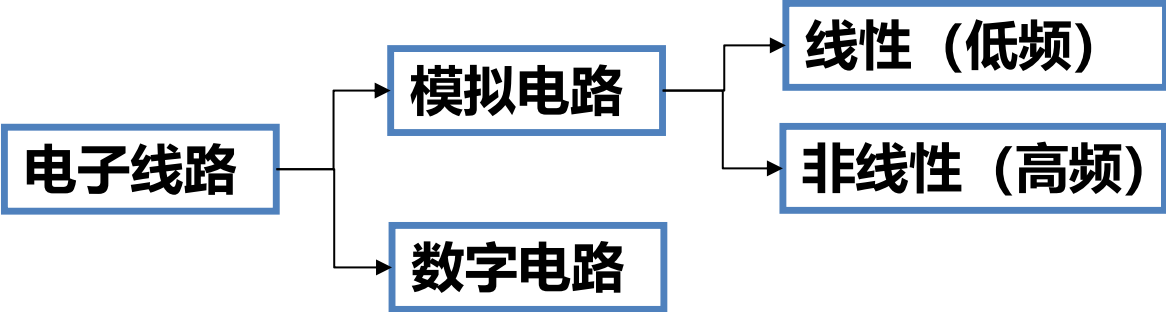 电子线路
模拟电路
数字电路
线性（低频）
非线性（高频）